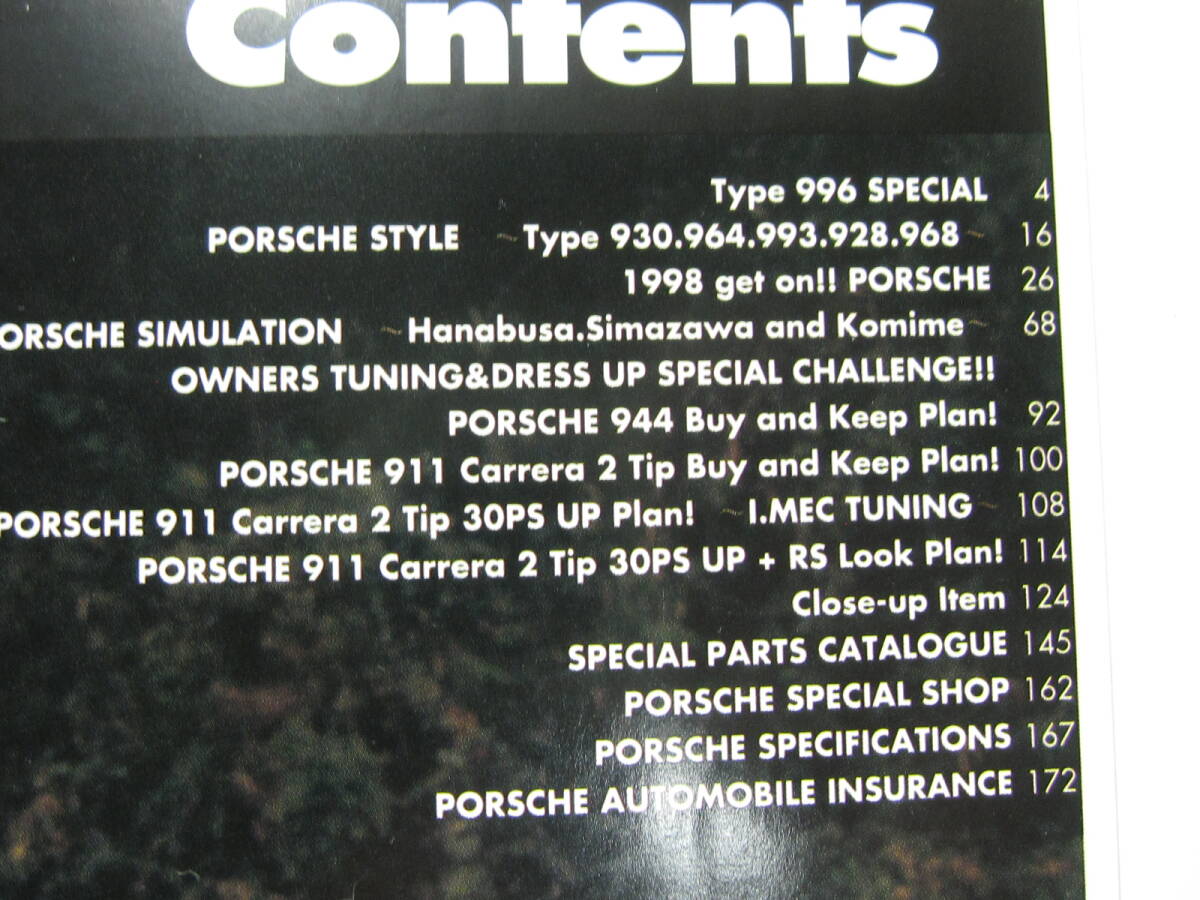 Contents
Type 996 SPECIAL 4
PORSCHE STYLE ~Type 930.964.993.928.968~ 16
1998 get on!! PORSCHE 26
ORSCHE SIMULATION ~Hanabusa.Simazawa and Komime~ 68
OWNERS TUNING&DRESS UP SPECIAL CHALLENGE!!
PORSCHE 944 Buy and Keep Plan! 92
PORSCHE 911 Carrera 2 Tip Buy and Keep Plan! 100
PORSCHE 911 Carrera 2 Tip 30PS UP Plan! ~I.MEC TUNING~ 108
PORSCHE 911 Carrera 2 Tip 30PS UP + RS Look Plan! 114
Close-up Item 124
SPECIAL PARTS CATALOGUE 145
PORSCHE SPECIAL SHOP 162
PORSCHE SPECIFICATIONS 167
PORSCHE AUTOMOBILE INSURANCE 172